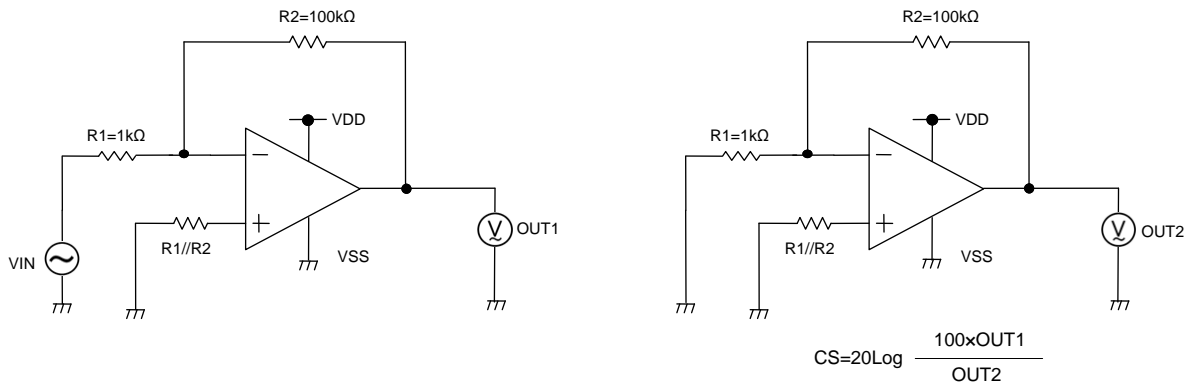 R2=100kΩ
VDD
R1=1kΩ
R1//R2
VSS
VIN
V
OUT1
R2=100kΩ
VDD
R1=1kΩ
R1//R2
VSS
V
OUT2
CS=20Log 100×OUT1
OUT2